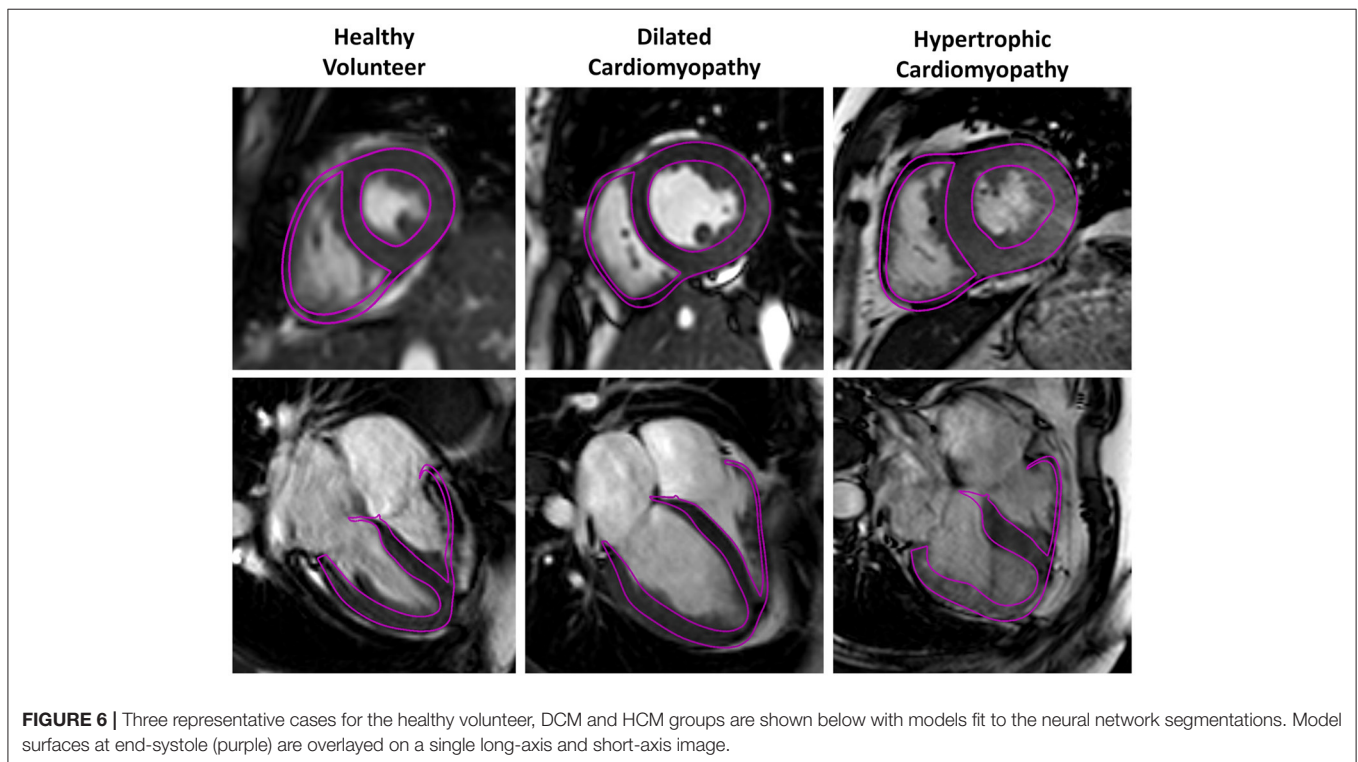 Healthy
Volunteer
Dilated
Cardiomyopathy
Hypertrophic
Cardiomyopathy
FIGURE 6 | Three representative cases for the healthy volunteer, DCM and HCM groups are shown below with models fit to the neural network segmentations. Model
surfaces at end-systole (purple) are overlayed on a single long-axis and short-axis image.